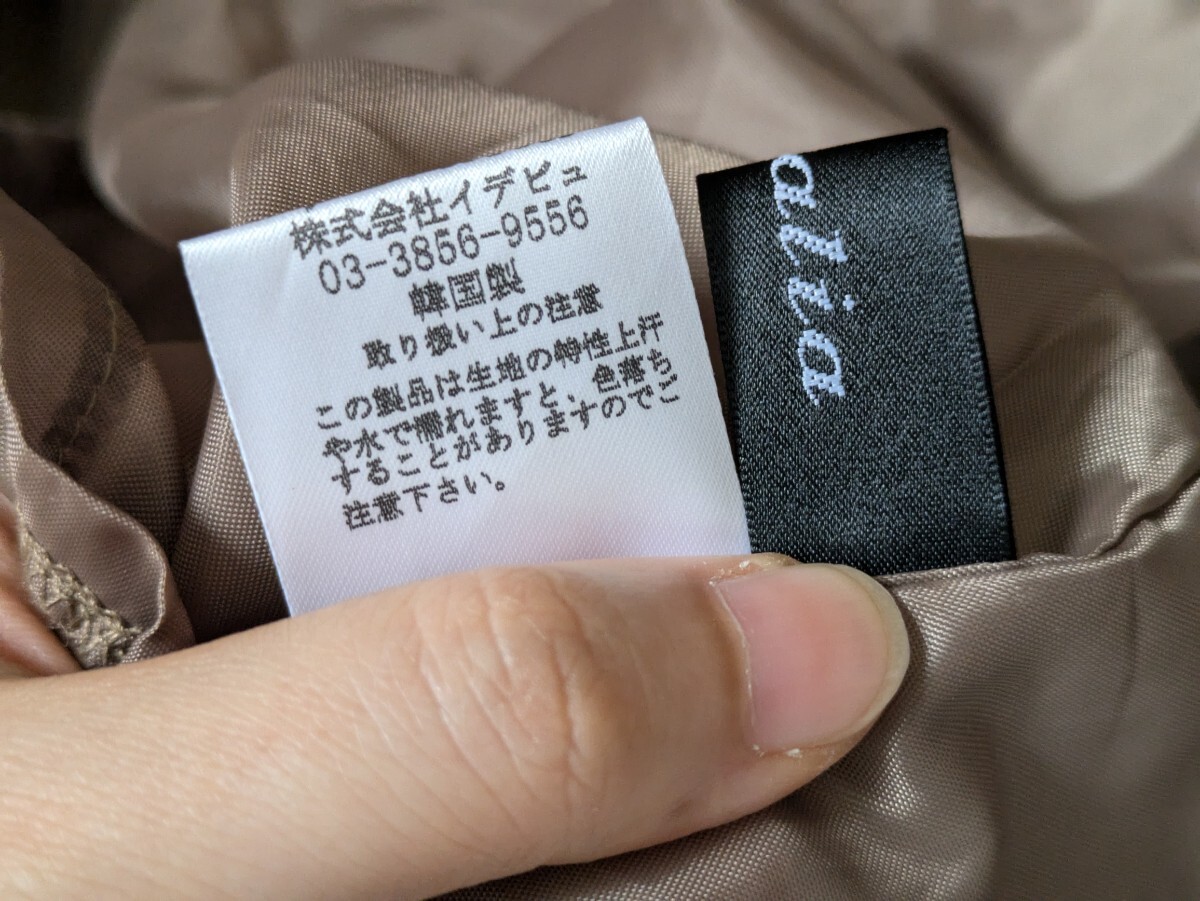 株式会社イデビュ
03-3856-9556
韓国製
取り扱い上の注意
この製品は生地の特性上汗
や水で濡れますと、色落ち
することがありますのでご
注意下さい。
alia